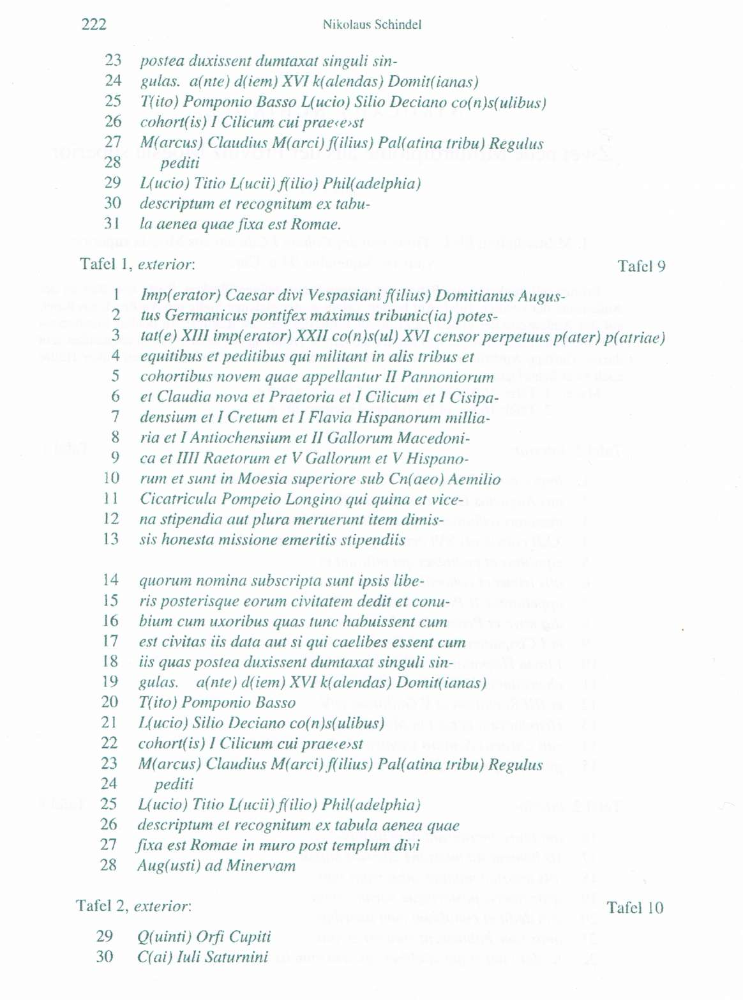 222 Nikolaus Schindel
23 postea duxissent dumtaxat singuli sin-
24 gulas. a(nte) d(iem) XVI k(alendas) Domit(ianas)
25 T(ito) Pomponio Basso L(ucio) Silio Deciano co(n)s(ulibus)
26 cohort(is) I Cilicum cui prae‹e›st
27 M(arcus) Claudius M(arci) f(ilius) Pal(atina tribu) Regulus
28 pediti
29 L(ucio) Titio L(ucii) f(ilio) Phil(adelphia)
30 descriptum et recognitum ex tabu-
31 la aenea quae fixa est Romae.
Tafel 1, exterior: Tafel 9
1 Imp(erator) Caesar divi Vespasiani f(ilius) Domitianus Augus-
2 tus Germanicus pontifex maximus tribunic(ia) potes-
3 tat(e) XIII imp(erator) XXII co(n)s(ul) XVI censor perpetuus p(ater) p(atriae)
4 equitibus et peditibus qui militant in alis tribus et
5 cohortibus novem quae appellantur II Pannoniorum
6 et Claudia nova et Praetoria et I Cilicum et I Cisipa-
7 densium et I Cretum et I Flavia Hispanorum millia-
8 ria et I Antiochensium et II Gallorum Macedoni-
9 ca et IIII Raetorum et V Gallorum et V Hispano-
10 rum et sunt in Moesia superiore sub Cn(aeo) Aemilio
11 Cicatricula Pompeio Longino qui quina et vice-
12 na stipendia aut plura meruerunt item dimis-
13 sis honesta missione emeritis stipendiis
14 quorum nomina subscripta sunt ipsis libe-
15 ris posterisque eorum civitatem dedit et conu-
16 bium cum uxoribus quas tunc habuissent cum
17 est civitas iis data aut si qui caelibes essent cum
18 iis quas postea duxissent dumtaxat singuli sin-
19 gulas. a(nte) d(iem) XVI k(alendas) Domit(ianas)
20 T(ito) Pomponio Basso
21 L(ucio) Silio Deciano co(n)s(ulibus)
22 cohort(is) I Cilicum cui prae‹e›st
23 M(arcus) Claudius M(arci) f(ilius) Pal(atina tribu) Regulus
24 pediti
25 L(ucio) Titio L(ucii) f(ilio) Phil(adelphia)
26 descriptum et recognitum ex tabula aenea quae
27 fixa est Romae in muro post templum divi
28 Aug(usti) ad Minervam
Tafel 2, exterior: Tafel 10
29 Q(uinti) Orfi Cupiti
30 C(ai) Iuli Saturnini